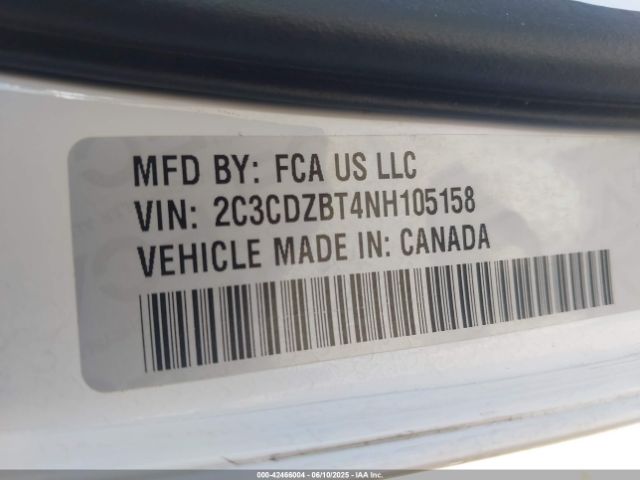 MFD BY: FCA US LLC
VIN: 2C3CDZBT4NH105158
VEHICLE MADE IN: CANADA
000-42466004 - 06/10/2025 - IAA Inc.